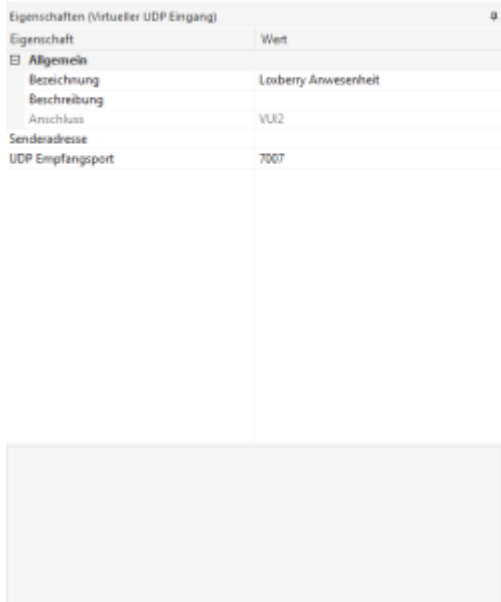 Eigenschaften (Virtueller UDP Eingang)
Eigenschaft Wert
Allgemein
Bezeichnung Loxberry Anwesenheit
Beschreibung
Anschluss VUI2
Senderadresse
UDP Empfangsport 7007